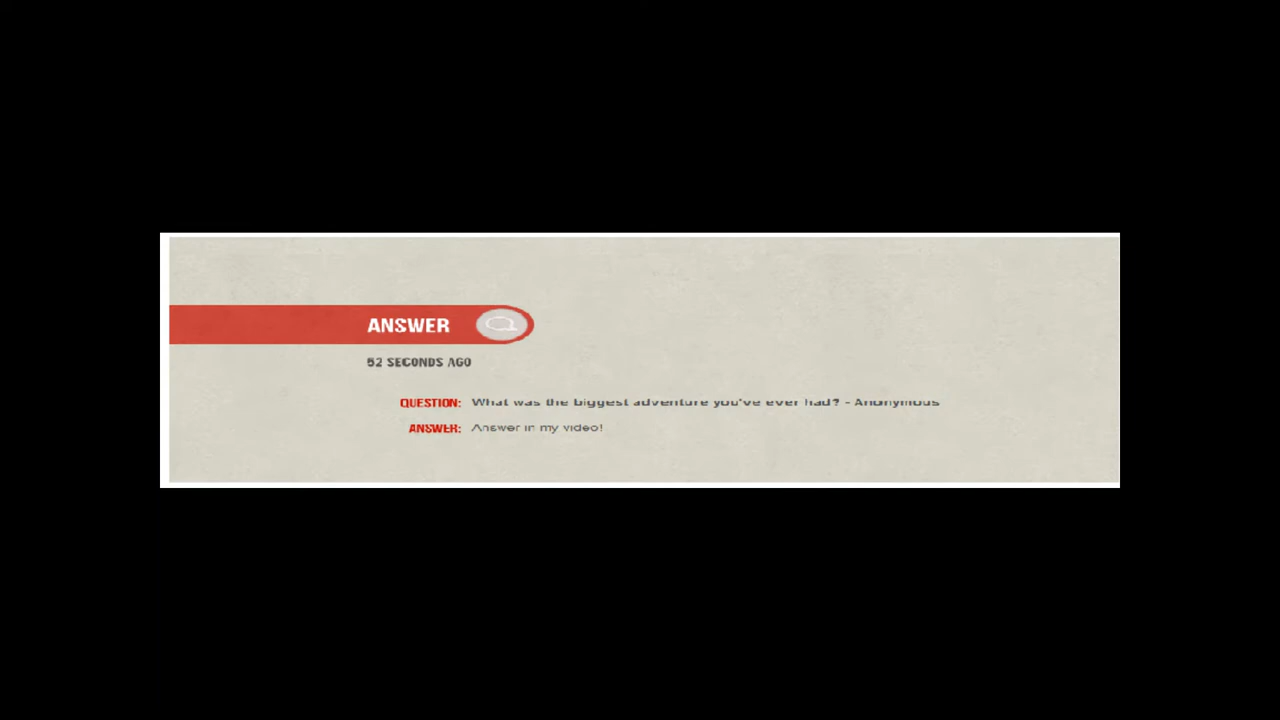 ANSWER
52 SECONDS AGO
QUESTION: What was the biggest adventure you've ever had? - Anonymous
ANSWER: Answer in my video!